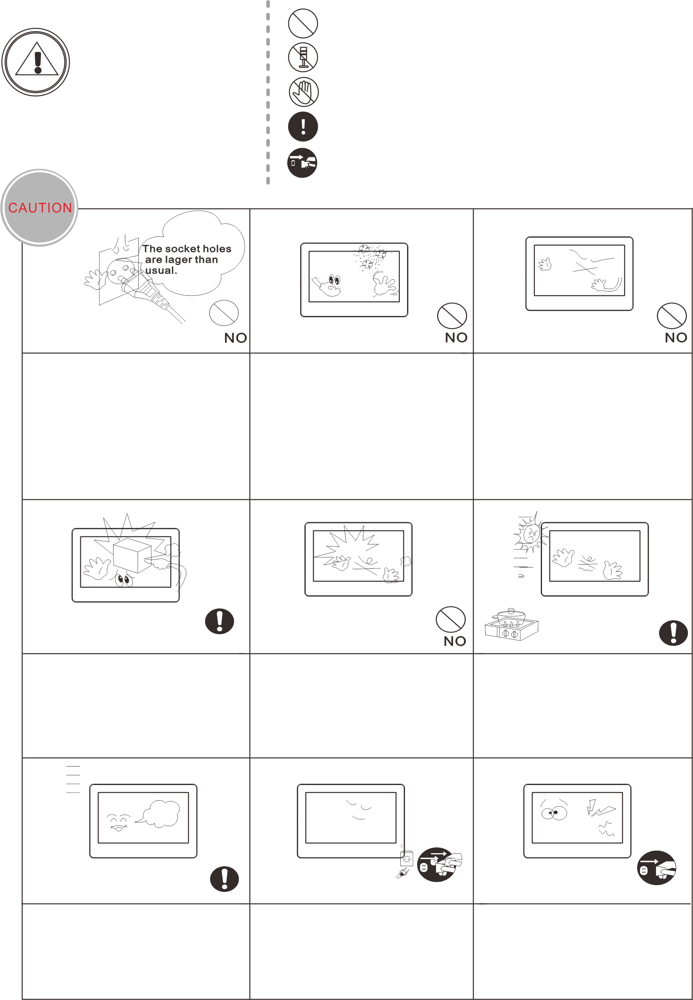 CAUTION
The socket holes
are lager than
usual.
NO
NO
NO
NO